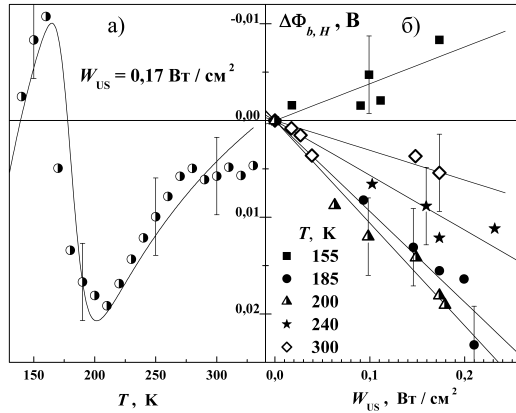 а)
W_US = 0,17 Вт / см²
150 200 250 300
T, К
-0.01
0.00
0,01
0,02
ΔΦ_b, H , В б)
T, К
155
185
200
240
300
0,0 0,1 0,2
W_US, Вт / см²